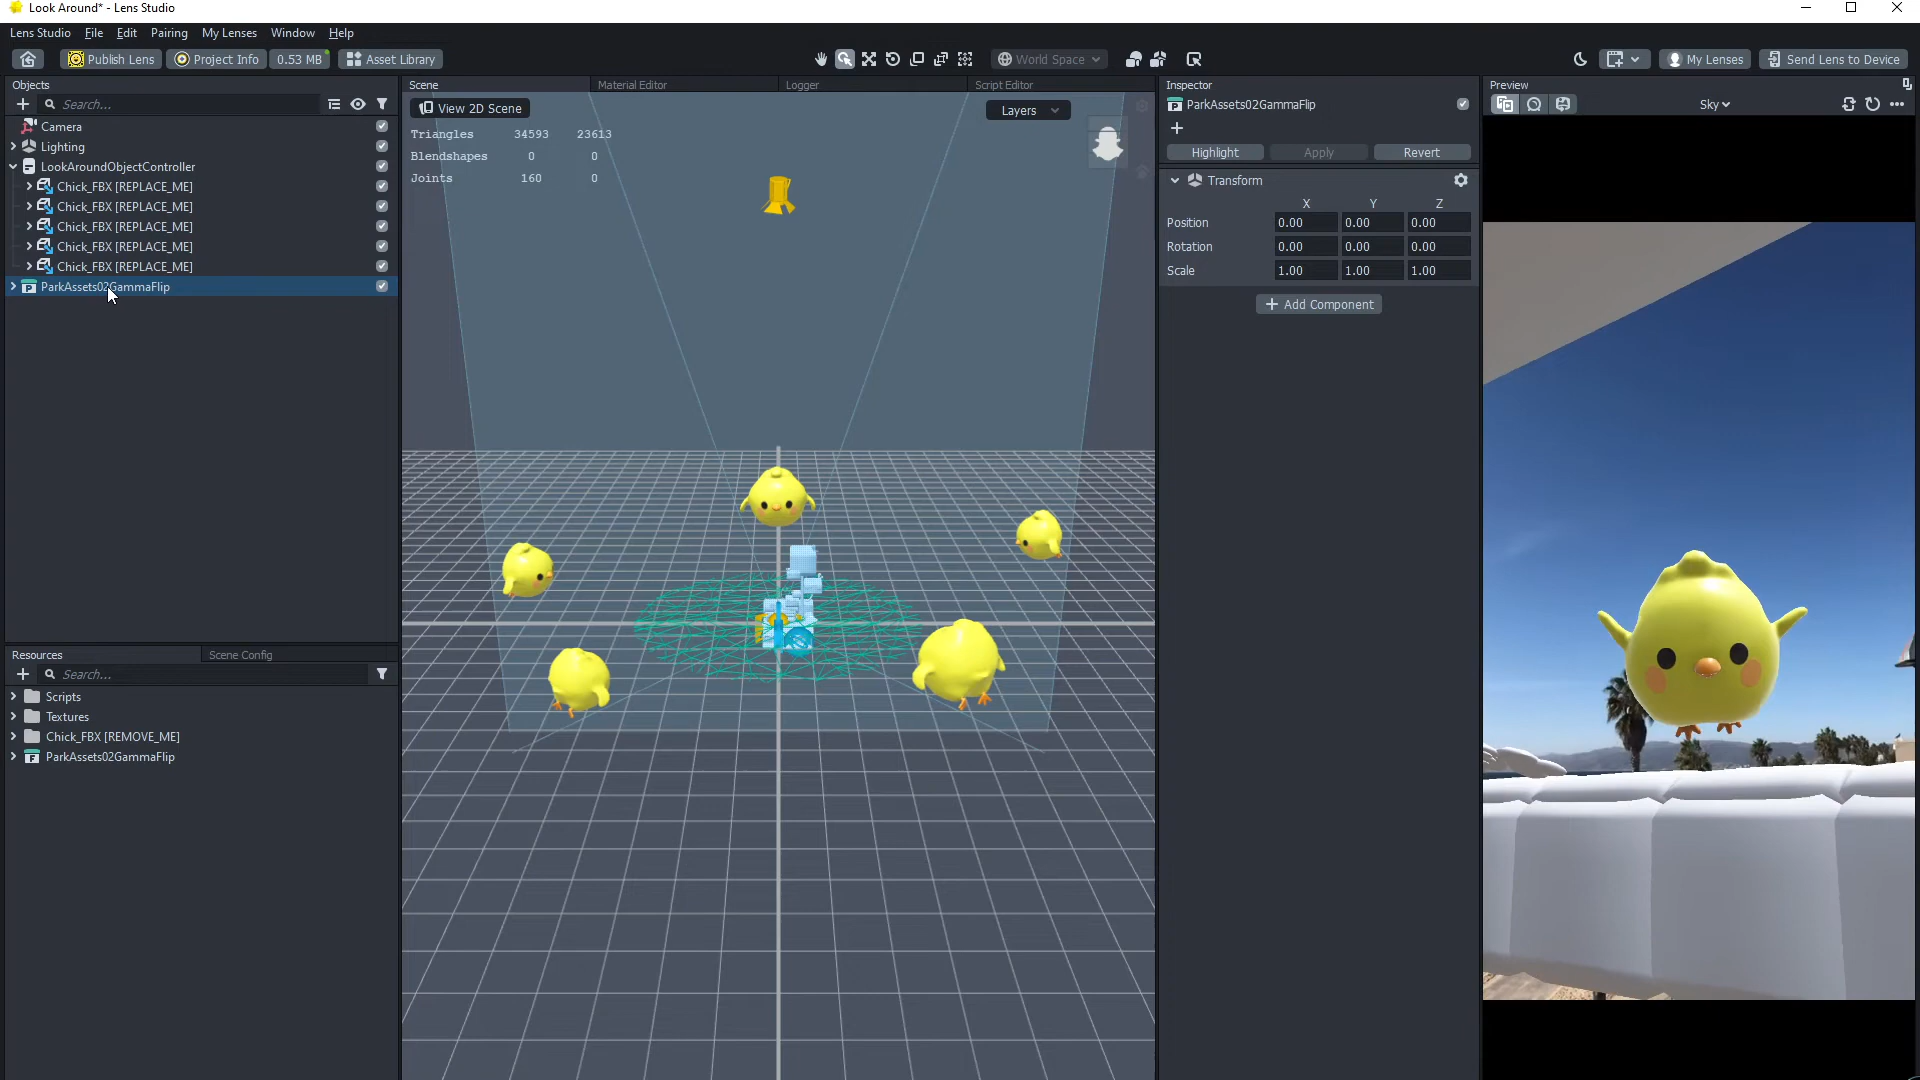 Look Around* - Lens Studio
Lens Studio File Edit Pairing My Lenses Window Help
Publish Lens Project Info 0.53 MB Asset Library World Space My Lenses Send Lens to Device
Objects
Search...
Camera
Lighting
LookAroundObjectController
Chick_FBX [REPLACE_ME]
Chick_FBX [REPLACE_ME]
Chick_FBX [REPLACE_ME]
Chick_FBX [REPLACE_ME]
Chick_FBX [REPLACE_ME]
ParkAssets02GammaFlip
Resources Scene Config
Search...
Scripts
Textures
Chick_FBX [REMOVE_ME]
ParkAssets02GammaFlip
Scene Material Editor Logger Script Editor
View 2D Scene Layers
Triangles 34593 23613
Blendshapes 0 0
Joints 160 0
Inspector
ParkAssets02GammaFlip
Highlight Apply Revert
Transform
X Y Z
Position 0.00 0.00 0.00
Rotation 0.00 0.00 0.00
Scale 1.00 1.00 1.00
Add Component
Preview
Sky